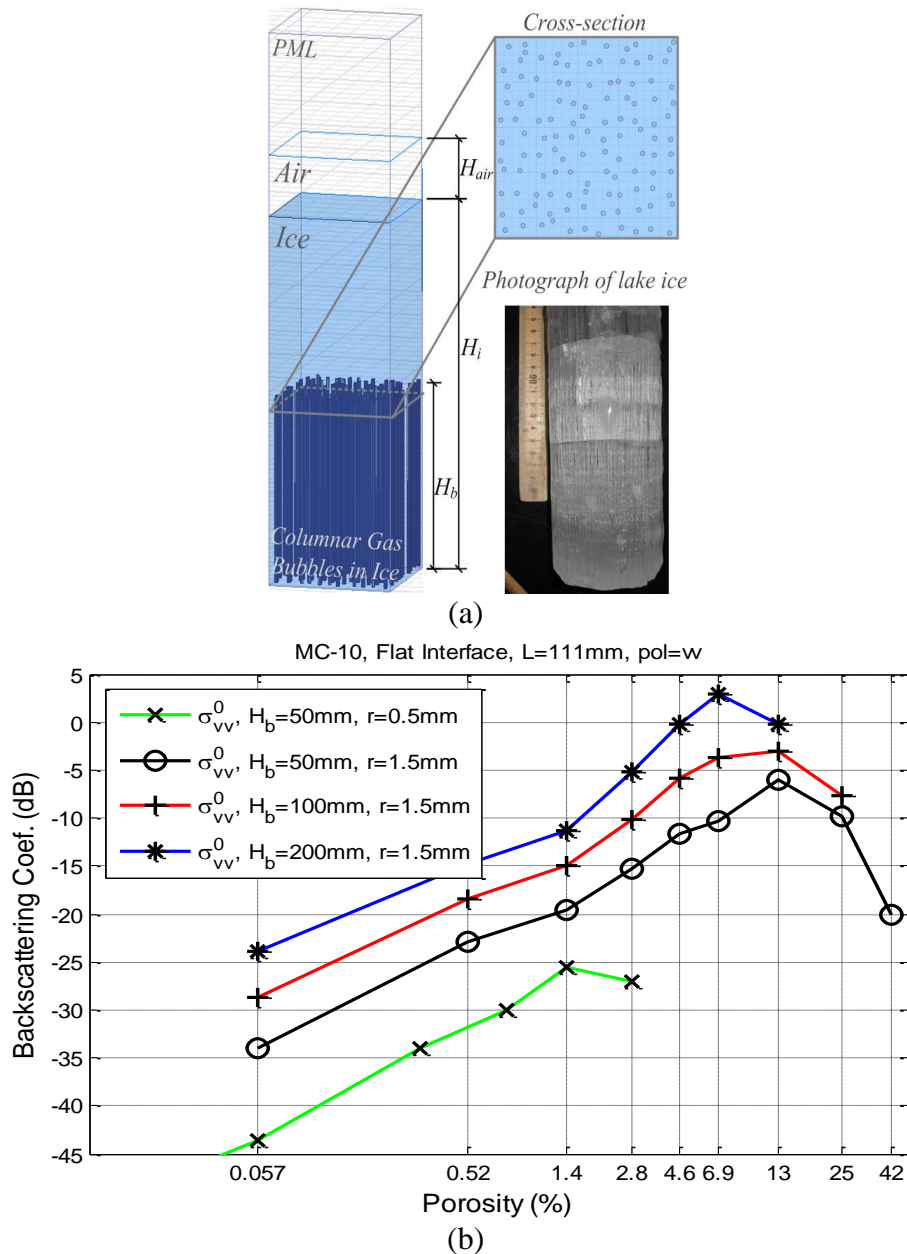 Cross-section
PML
Air
H_air
Ice
Photograph of lake ice
H_i
H_b
Columnar Gas
Bubbles in Ice
(a)
MC-10, Flat Interface, L=111mm, pol=vv
σ⁰_vv, H_b=50mm, r=0.5mm
σ⁰_vv, H_b=50mm, r=1.5mm
σ⁰_vv, H_b=100mm, r=1.5mm
σ⁰_vv, H_b=200mm, r=1.5mm
Backscattering Coef. (dB)
5
0
-5
-10
-15
-20
-25
-30
-35
-40
-45
0.057 0.52 1.4 2.8 4.6 6.9 13 25 42
Porosity (%)
(b)